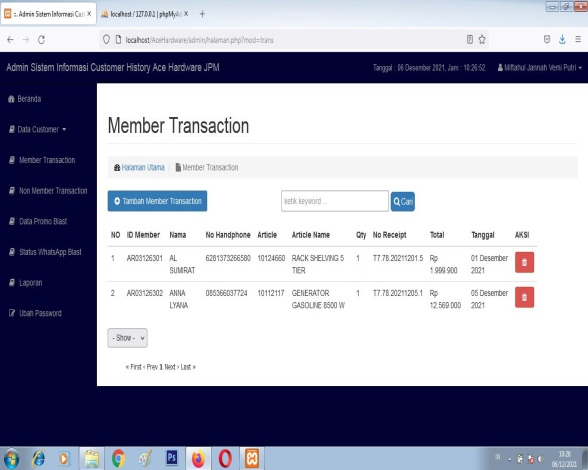 :. Admin Sistem Informasi Cust
localhost / 127.0.0.1 | phpMyAd
localhost/AceHardware/admin/halaman.php?mod=trans
Admin Sistem Informasi Customer History Ace Hardware JPM
Tanggal : 06 Desember 2021, Jam : 10:26:52
Miftahul Jannah Vemi Putri
Beranda
Data Customer
Member Transaction
Non Member Transaction
Data Promo Blast
Status WhatsApp Blast
Laporan
Ubah Password
Member Transaction
Halaman Utama / Member Transaction
Tambah Member Transaction
ketik keyword ...
Cari
NO ID Member Nama No Handphone Article Article Name Qty No Receipt Total Tanggal AKSI
1 AR03126301 AL 6281373266580 10124660 RACK SHELVING 5 1 T7.78.20211201.5 Rp 01 Desember
SUMIRAT TIER 1.999.900 2021
2 AR03126302 ANNA 085366037724 10112117 GENERATOR 1 T7.78.20211205.1 Rp 05 Desember
LYANA GASOLINE 8500 W 12.569.000 2021
- Show -
« First ‹ Prev 1 Next › Last »
IN
10:26
06/12/2021